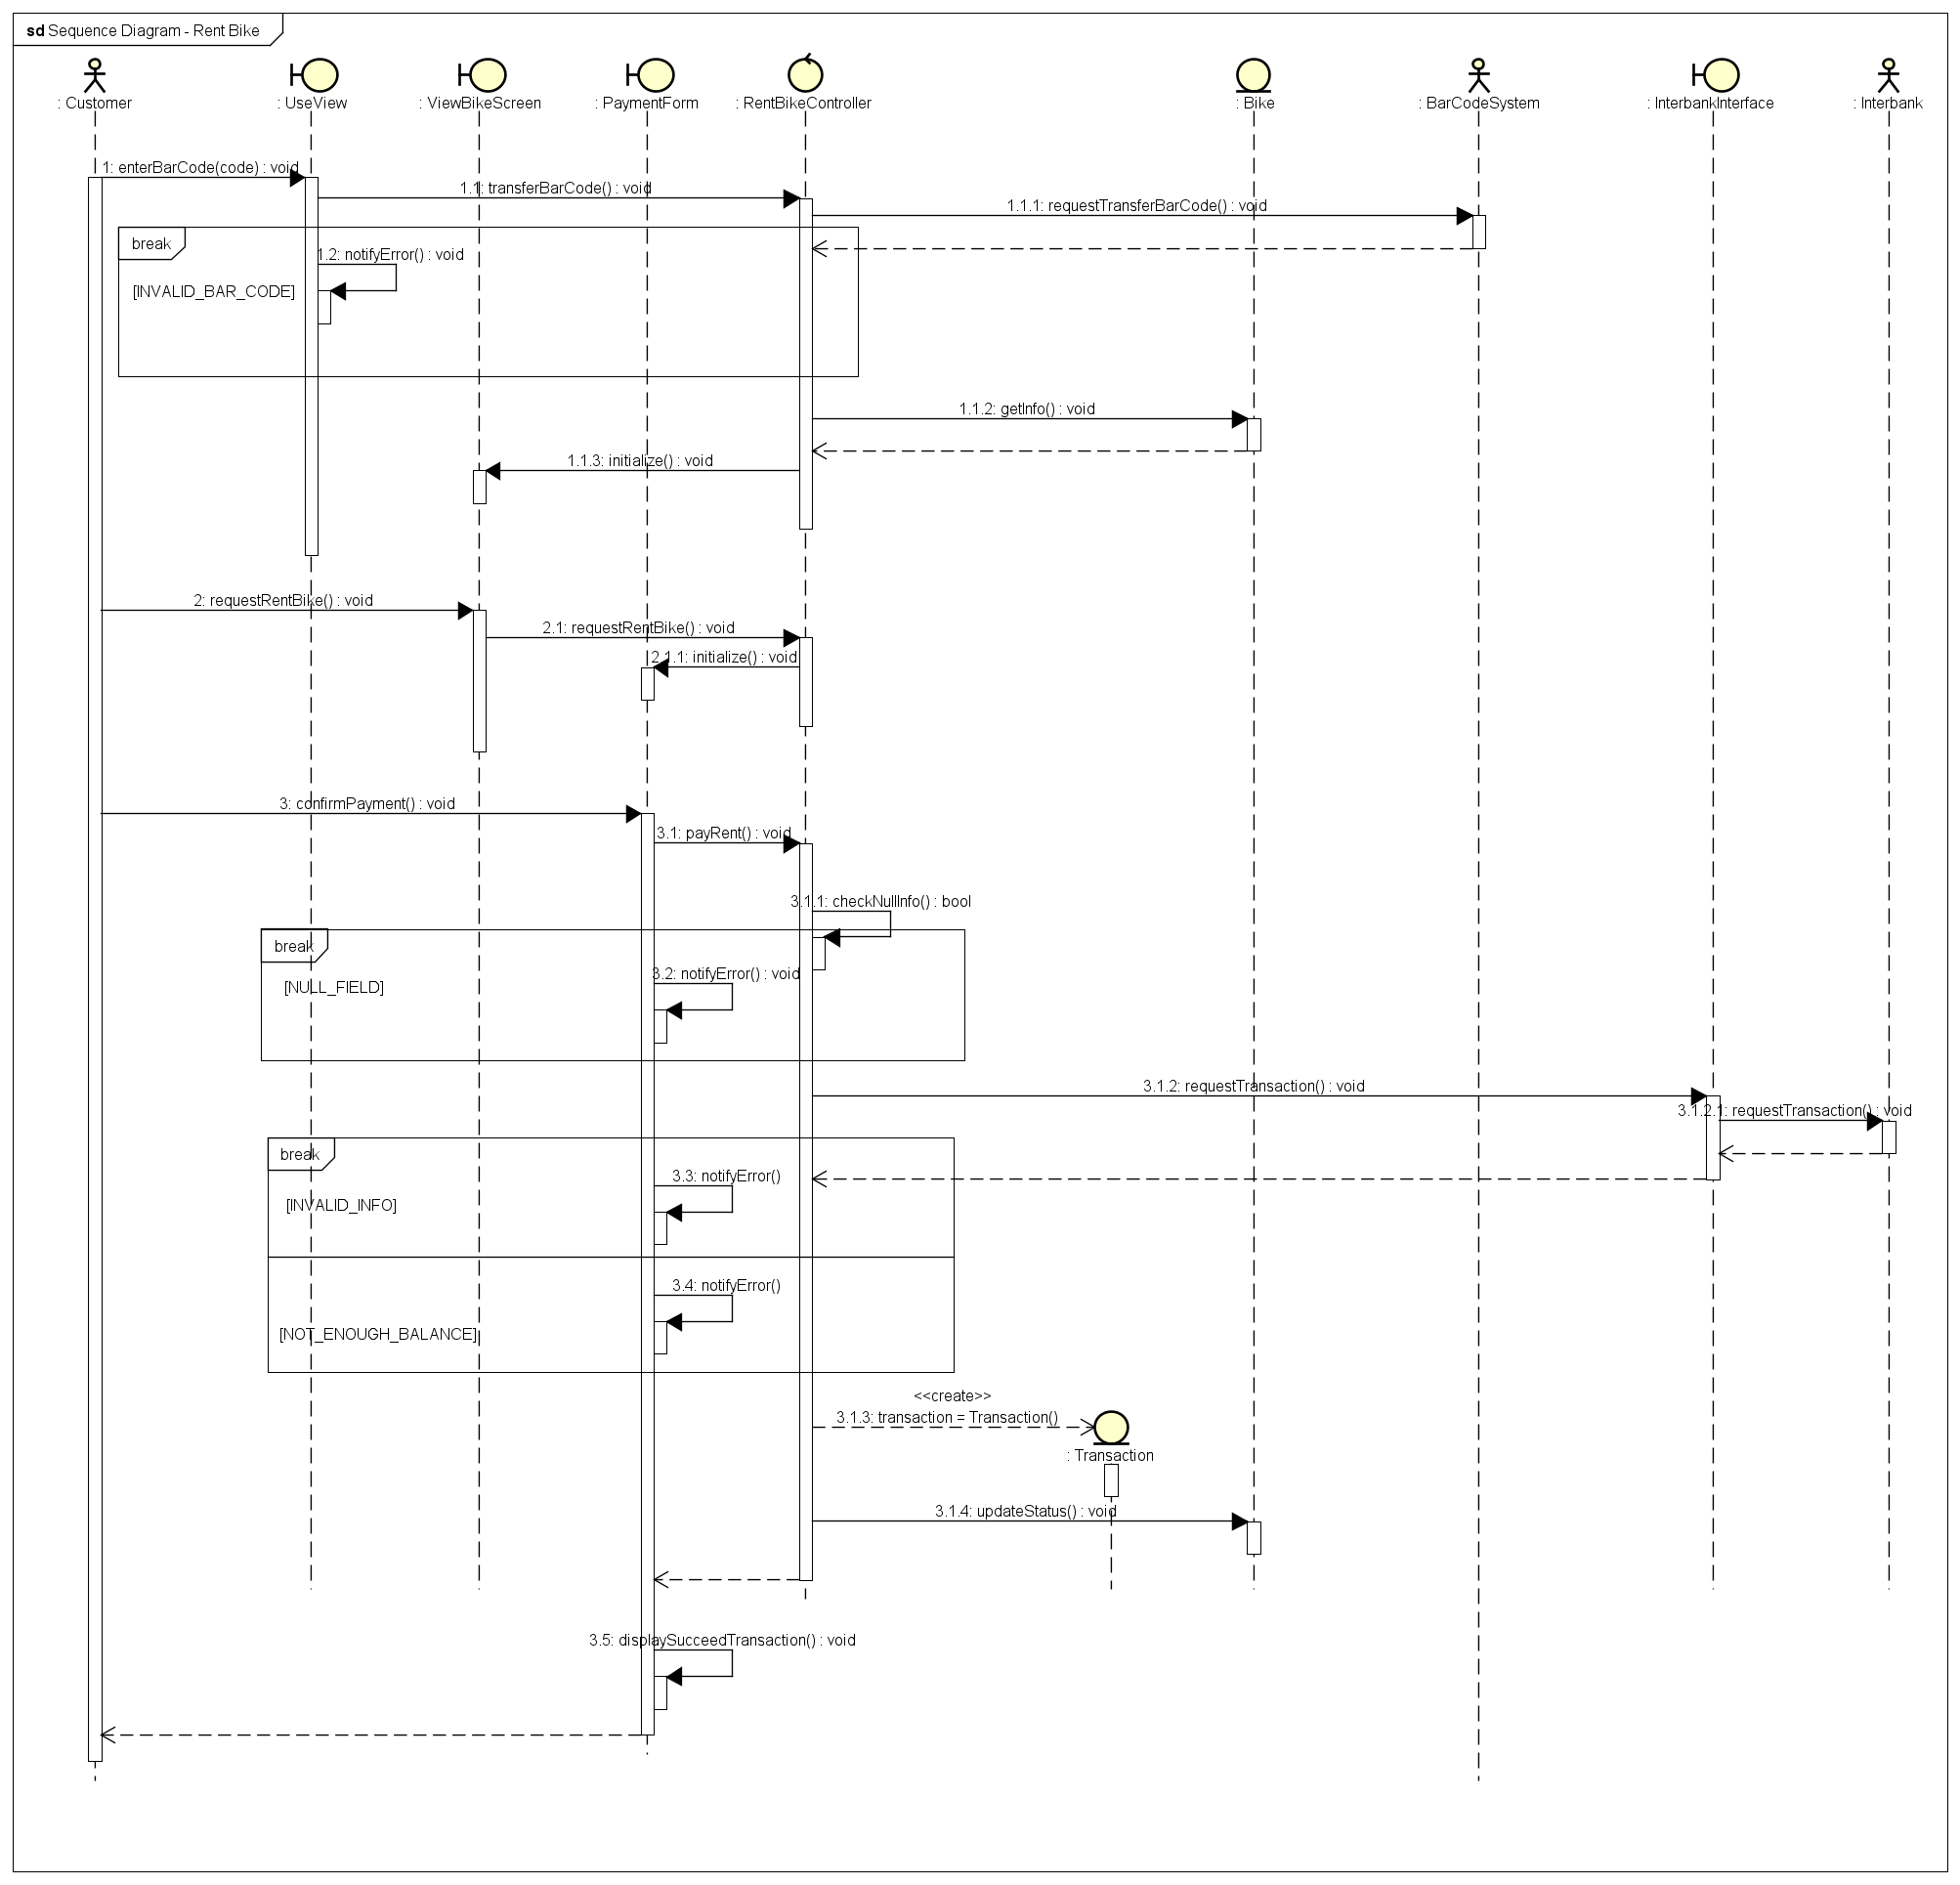 sd Sequence Diagram - Rent Bike
: Customer
: UseView
: ViewBikeScreen
: PaymentForm
: RentBikeController
: Bike
: BarCodeSystem
: InterbankInterface
: Interbank
1: enterBarCode(code) : void
1.1: transferBarCode() : void
1.1.1: requestTransferBarCode() : void
break
1.2: notifyError() : void
[INVALID_BAR_CODE]
1.1.2: getInfo() : void
1.1.3: initialize() : void
2: requestRentBike() : void
2.1: requestRentBike() : void
2.1.1: initialize() : void
3: confirmPayment() : void
3.1: payRent() : void
3.1.1: checkNullInfo() : bool
break
3.2: notifyError() : void
[NULL_FIELD]
3.1.2: requestTransaction() : void
3.1.2.1: requestTransaction() : void
break
3.3: notifyError()
[INVALID_INFO]
3.4: notifyError()
[NOT_ENOUGH_BALANCE]
<<create>>
3.1.3: transaction = Transaction()
: Transaction
3.1.4: updateStatus() : void
3.5: displaySucceedTransaction() : void